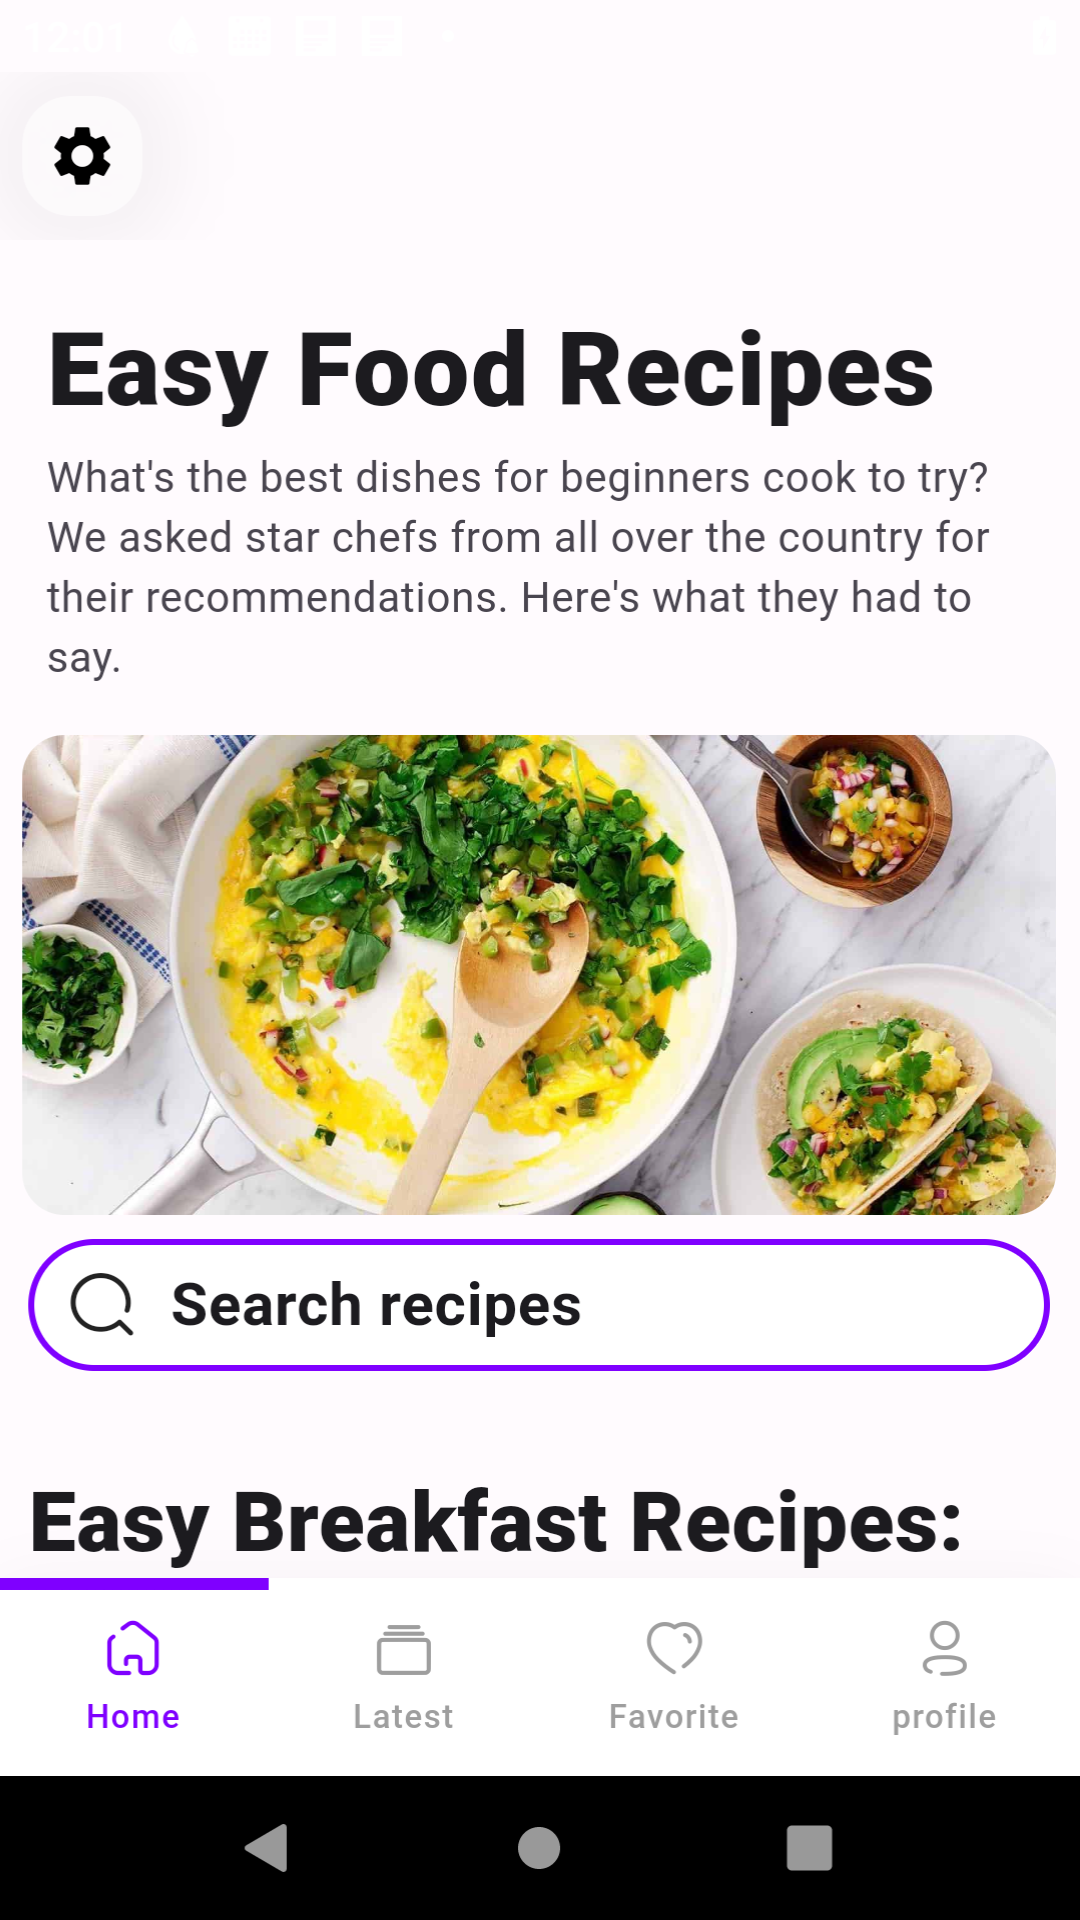 Easy Food Recipes
What's the best dishes for beginners cook to try?
We asked star chefs from all over the country for
their recommendations. Here's what they had to
say.
Search recipes
Easy Breakfast Recipes:
Home
Latest
Favorite
profile